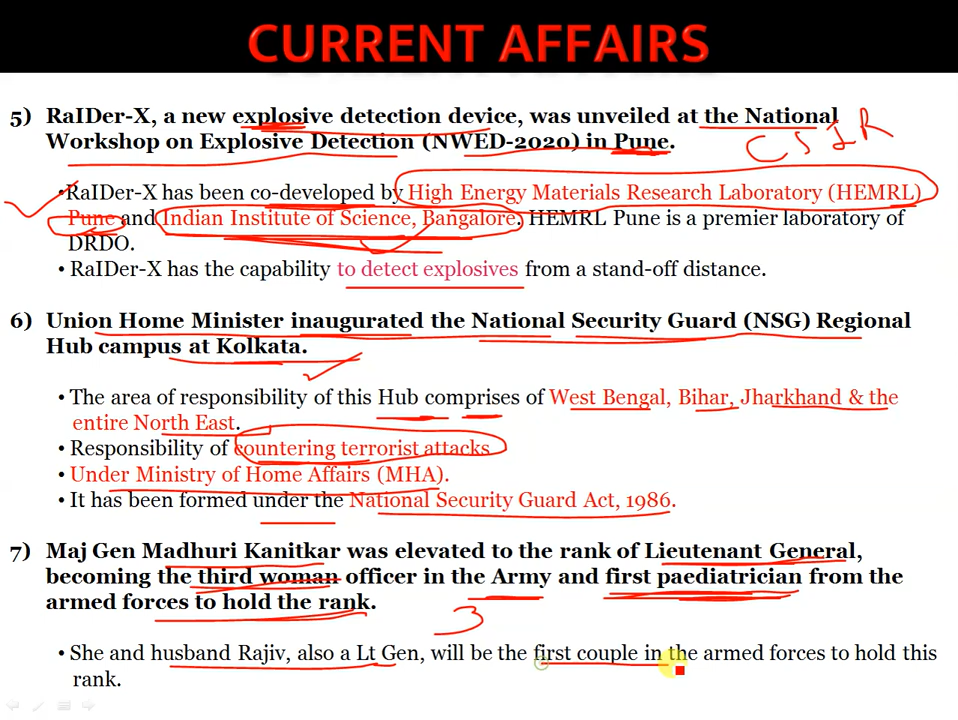 CURRENT AFFAIRS
5) RaIDer-X, a new explosive detection device, was unveiled at the National
Workshop on Explosive Detection (NWED-2020) in Pune.
CSIR
•RaIDer-X has been co-developed by High Energy Materials Research Laboratory (HEMRL)
Pune and Indian Institute of Science, Bangalore. HEMRL Pune is a premier laboratory of
DRDO.
• RaIDer-X has the capability to detect explosives from a stand-off distance.
6) Union Home Minister inaugurated the National Security Guard (NSG) Regional
Hub campus at Kolkata.
• The area of responsibility of this Hub comprises of West Bengal, Bihar, Jharkhand & the
entire North East.
• Responsibility of countering terrorist attacks.
• Under Ministry of Home Affairs (MHA).
• It has been formed under the National Security Guard Act, 1986.
7) Maj Gen Madhuri Kanitkar was elevated to the rank of Lieutenant General,
becoming the third woman officer in the Army and first paediatrician from the
armed forces to hold the rank.
3
• She and husband Rajiv, also a Lt Gen, will be the first couple in the armed forces to hold this
rank.